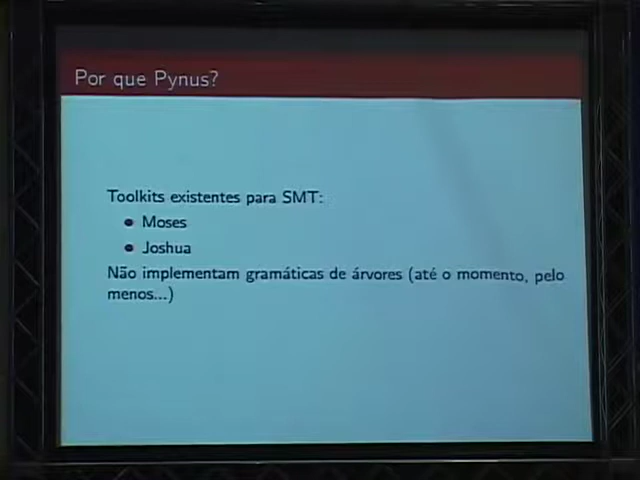 Por que Pynus?
Toolkits existentes para SMT:
• Moses
• Joshua
Não implementam gramáticas de árvores (até o momento, pelo
menos...)